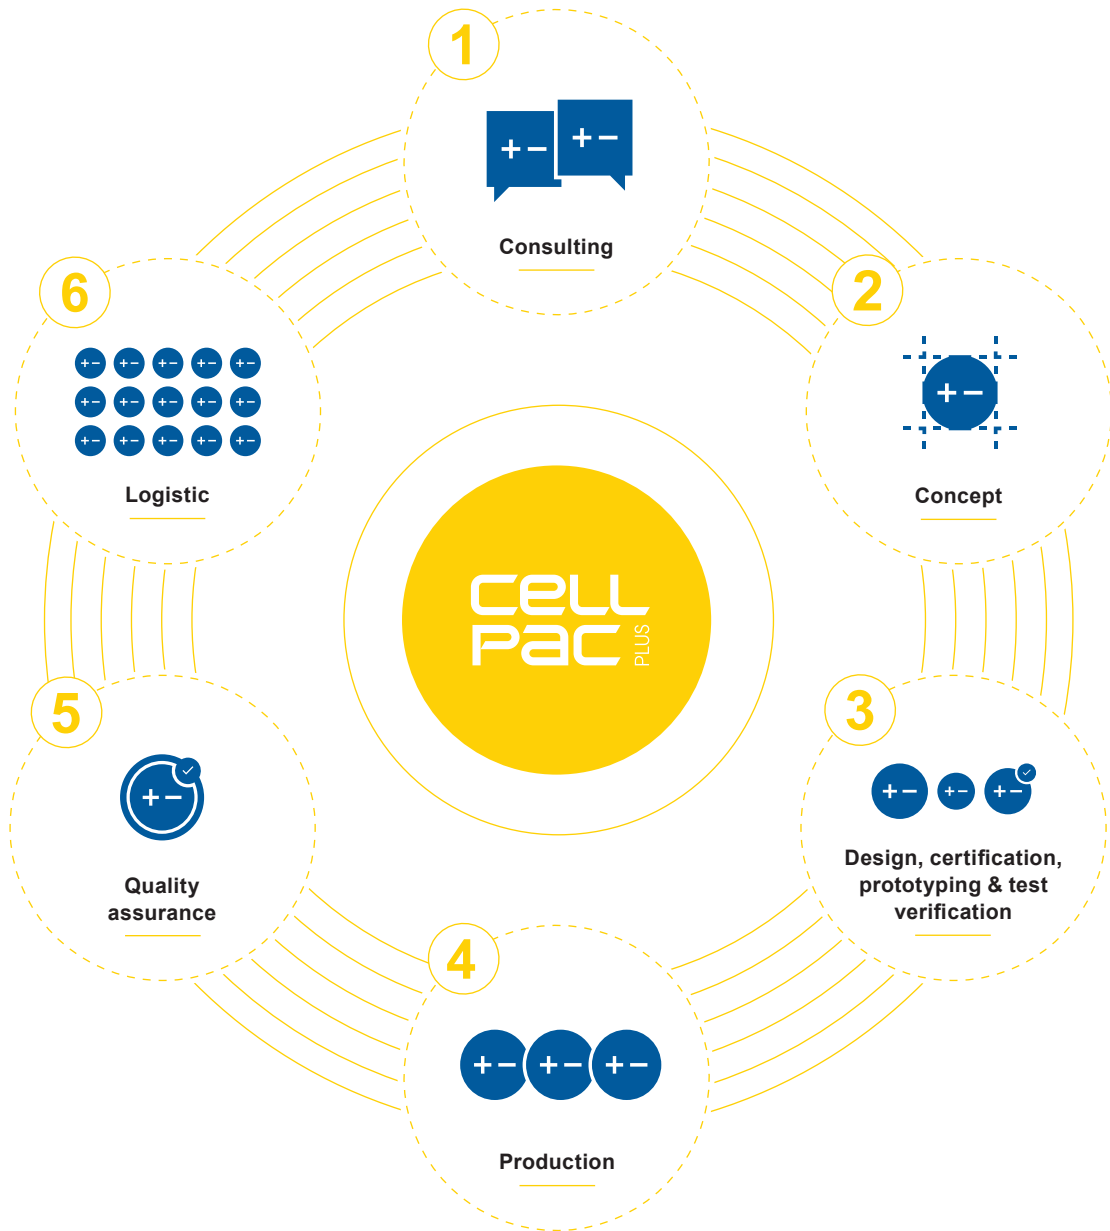 1
Consulting
2
Concept
3
Design, certification,
prototyping & test
verification
4
Production
5
Quality
assurance
6
Logistic
CELL
PAC PLUS